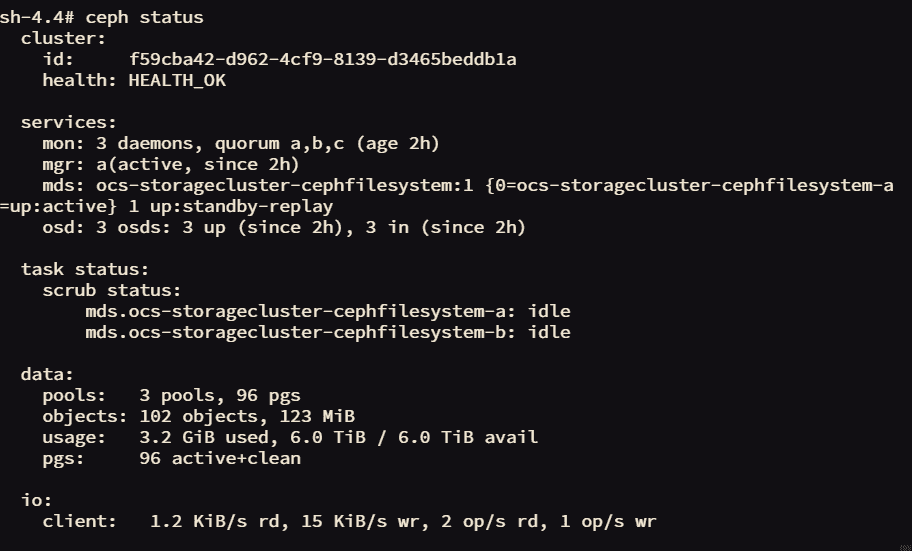 sh-4.4# ceph status
  cluster:
    id:     f59cba42-d962-4cf9-8139-d3465beddb1a
    health: HEALTH_OK

  services:
    mon: 3 daemons, quorum a,b,c (age 2h)
    mgr: a(active, since 2h)
    mds: ocs-storagecluster-cephfilesystem:1 {0=ocs-storagecluster-cephfilesystem-a
=up:active} 1 up:standby-replay
    osd: 3 osds: 3 up (since 2h), 3 in (since 2h)

  task status:
    scrub status:
        mds.ocs-storagecluster-cephfilesystem-a: idle
        mds.ocs-storagecluster-cephfilesystem-b: idle

  data:
    pools:   3 pools, 96 pgs
    objects: 102 objects, 123 MiB
    usage:   3.2 GiB used, 6.0 TiB / 6.0 TiB avail
    pgs:     96 active+clean

  io:
    client:   1.2 KiB/s rd, 15 KiB/s wr, 2 op/s rd, 1 op/s wr